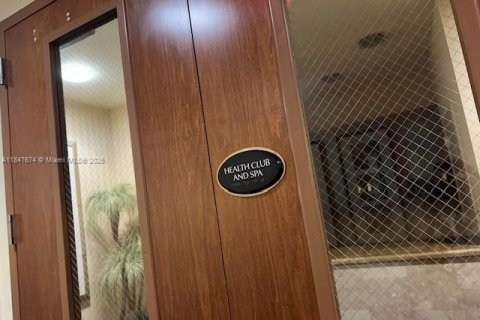 HEALTH CLUB
AND SPA
A11847674 © Miami MLS® 2025